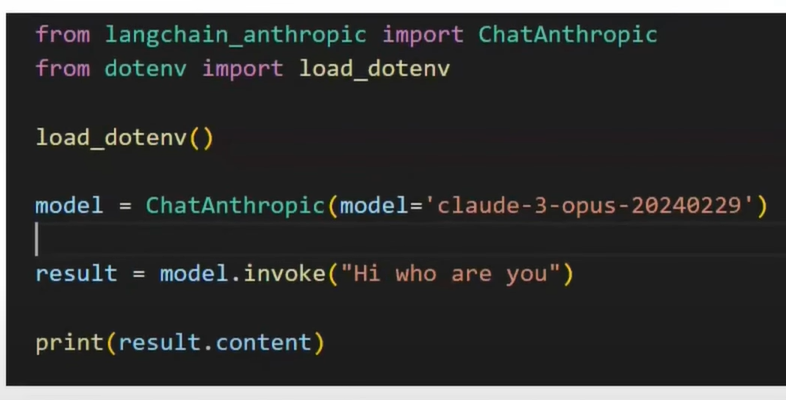 from langchain_anthropic import ChatAnthropic
from dotenv import load_dotenv
load_dotenv()
model = ChatAnthropic(model='claude-3-opus-20240229')
result = model.invoke("Hi who are you")
print(result.content)